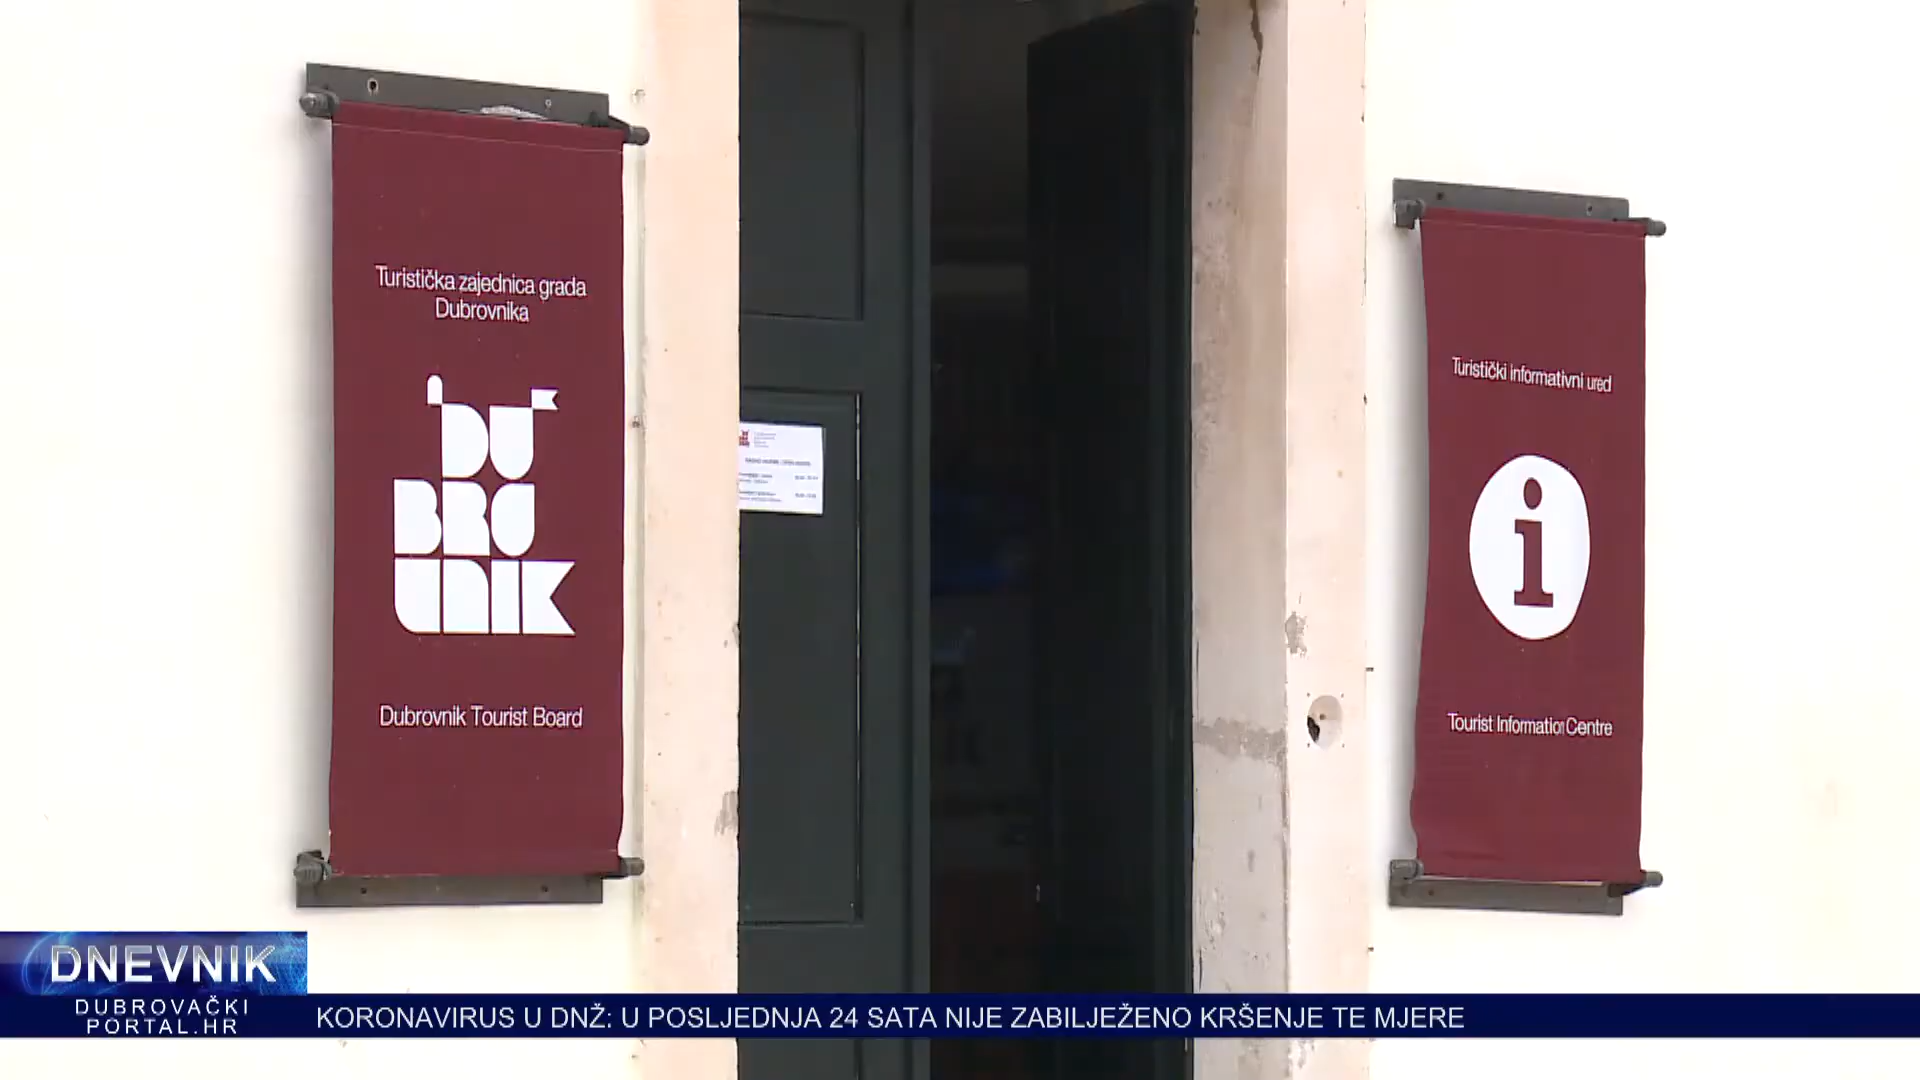 Turistička zajednica grada
Dubrovnika
DU
BRO
VNIK
Dubrovnik Tourist Board
Turistički informativni ured
i
Tourist Information Centre
DNEVNIK
DUBROVAČKI
PORTAL.HR
KORONAVIRUS U DNŽ: U POSLJEDNJA 24 SATA NIJE ZABILJEŽENO KRŠENJE TE MJERE